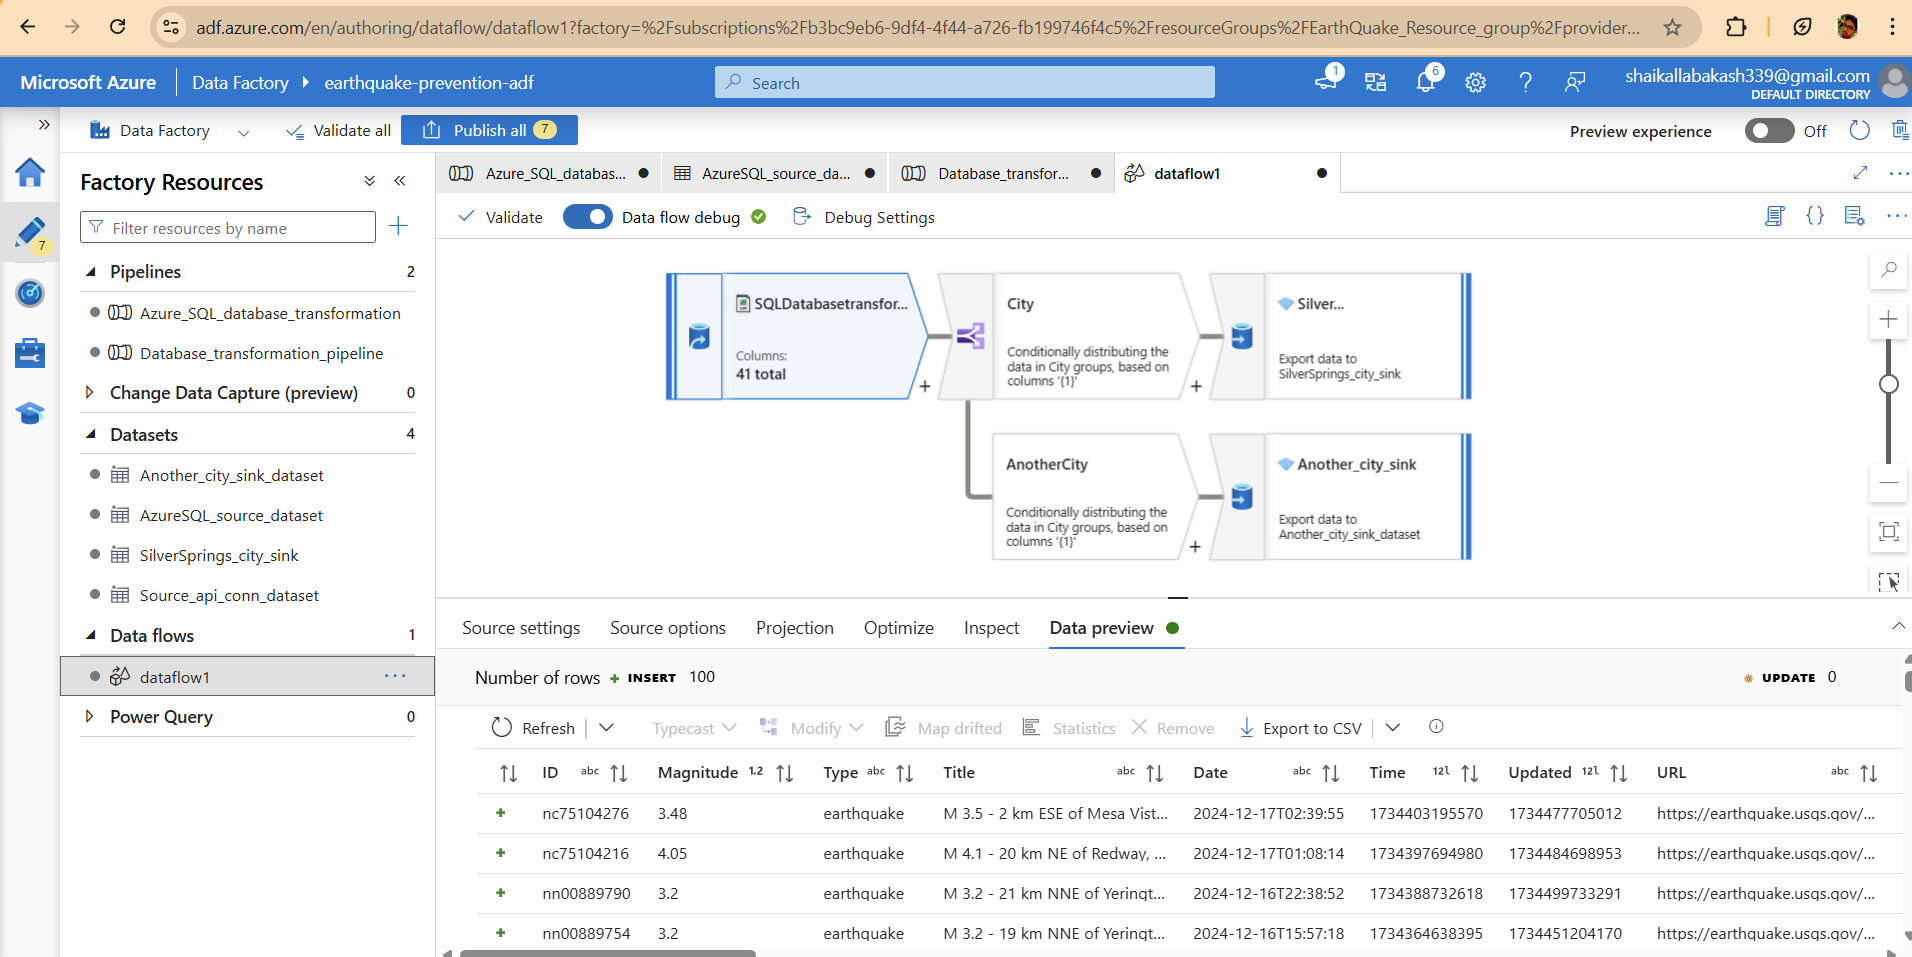 adf.azure.com/en/authoring/dataflow/dataflow1?factory=%2Fsubscriptions%2Fb3bc9eb6-9df4-4f44-a726-fb199746f4c5%2FresourceGroups%2FEarthQuake_Resource_group%2Fprovider...
Microsoft Azure Data Factory earthquake-prevention-adf Search 1 6 shaikallabakash339@gmail.com
DEFAULT DIRECTORY
Data Factory Validate all Publish all 7 Preview experience Off
Factory Resources
Azure_SQL_databas... AzureSQL_source_da... Database_transfor... dataflow1
Filter resources by name
Validate Data flow debug Debug Settings
7
Pipelines 2
Azure_SQL_database_transformation
Database_transformation_pipeline
Change Data Capture (preview) 0
Datasets 4
Another_city_sink_dataset
AzureSQL_source_dataset
SilverSprings_city_sink
Source_api_conn_dataset
Data flows 1
dataflow1
Power Query 0
SQLDatabasetransfor...
Columns:
41 total
City
Conditionally distributing the
data in City groups, based on
columns '{1}'
Silver...
Export data to
SilverSprings_city_sink
AnotherCity
Conditionally distributing the
data in City groups, based on
columns '{1}'
Another_city_sink
Export data to
Another_city_sink_dataset
Source settings Source options Projection Optimize Inspect Data preview
Number of rows + INSERT 100 UPDATE 0
Refresh Typecast Modify Map drifted Statistics Remove Export to CSV
ID abc Magnitude 1.2 Type abc Title abc Date abc Time 12l Updated 12l URL abc
+ nc75104276 3.48 earthquake M 3.5 - 2 km ESE of Mesa Vist... 2024-12-17T02:39:55 1734403195570 1734477705012 https://earthquake.usgs.gov/...
+ nc75104216 4.05 earthquake M 4.1 - 20 km NE of Redway, ... 2024-12-17T01:08:14 1734397694980 1734484698953 https://earthquake.usgs.gov/...
+ nn00889790 3.2 earthquake M 3.2 - 21 km NNE of Yeringt... 2024-12-16T22:38:52 1734388732618 1734499733291 https://earthquake.usgs.gov/...
+ nn00889754 3.2 earthquake M 3.2 - 19 km NNE of Yeringt... 2024-12-16T15:57:18 1734364638395 1734451204170 https://earthquake.usgs.gov/...